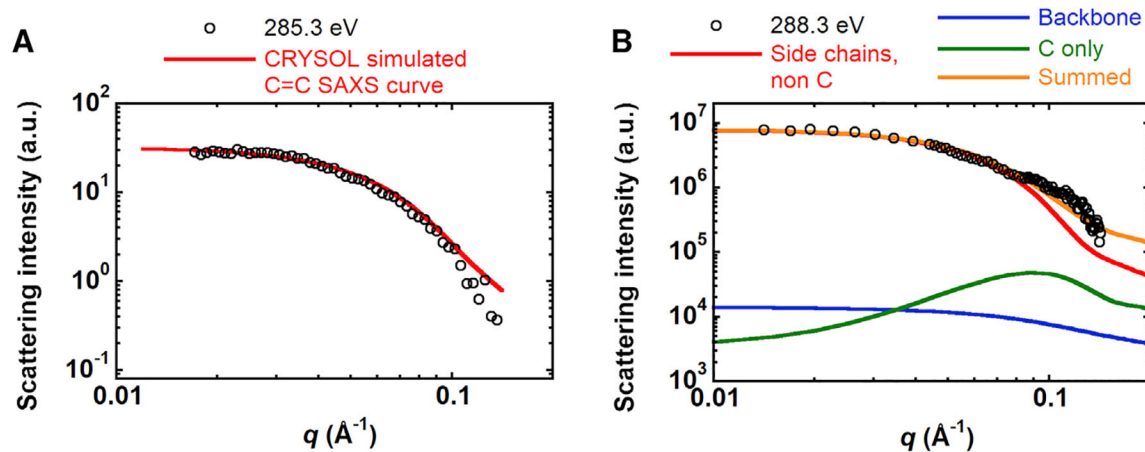 A
285.3 eV
CRYSOL simulated
C=C SAXS curve
Scattering intensity (a.u.)
10²
10¹
10⁰
10⁻¹
0.01
0.1
q (Å⁻¹)
B
288.3 eV
Side chains,
non C
Backbone
C only
Summed
Scattering intensity (a.u.)
10⁷
10⁶
10⁵
10⁴
10³
0.01
0.1
q (Å⁻¹)